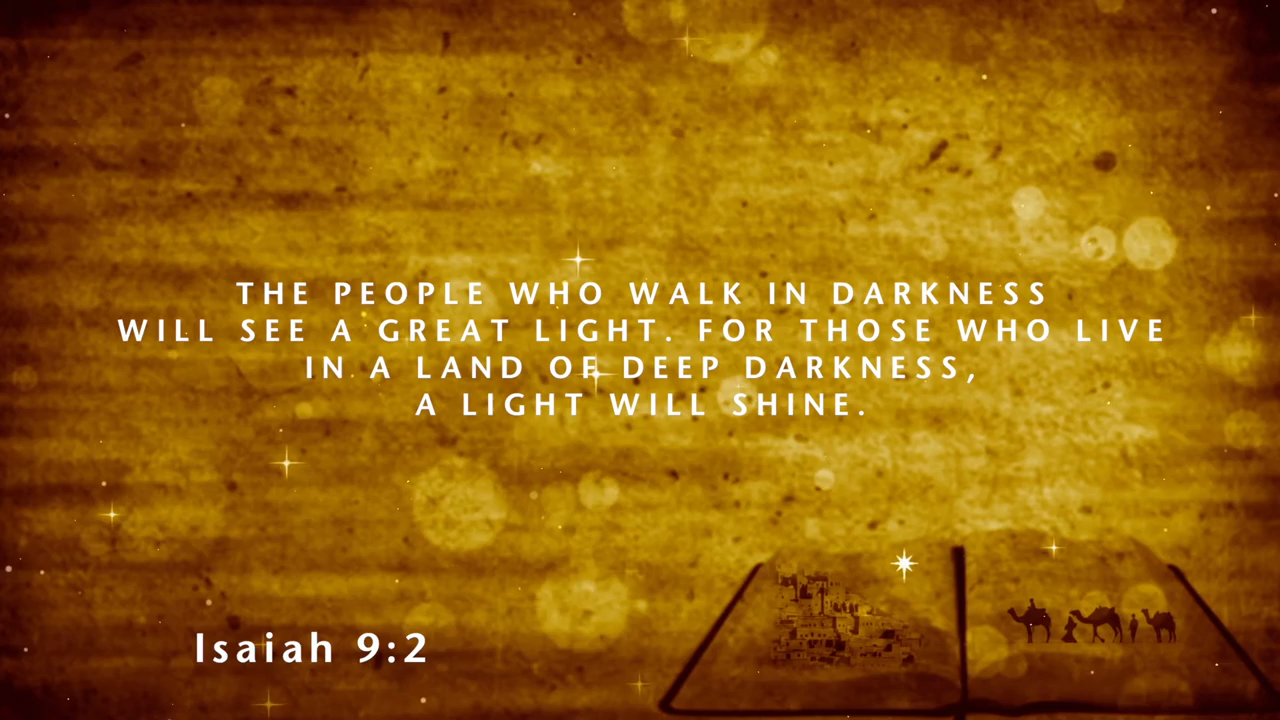 THE PEOPLE WHO WALK IN DARKNESS
WILL SEE A GREAT LIGHT. FOR THOSE WHO LIVE
IN A LAND OF DEEP DARKNESS,
A LIGHT WILL SHINE.
Isaiah 9:2